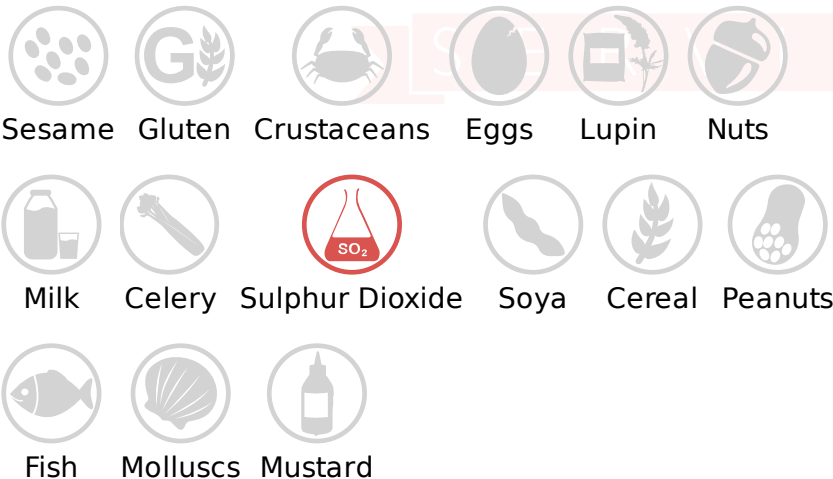 Sesame Gluten Crustaceans Eggs Lupin Nuts
SO₂
Milk Celery Sulphur Dioxide Soya Cereal Peanuts
Fish Molluscs Mustard